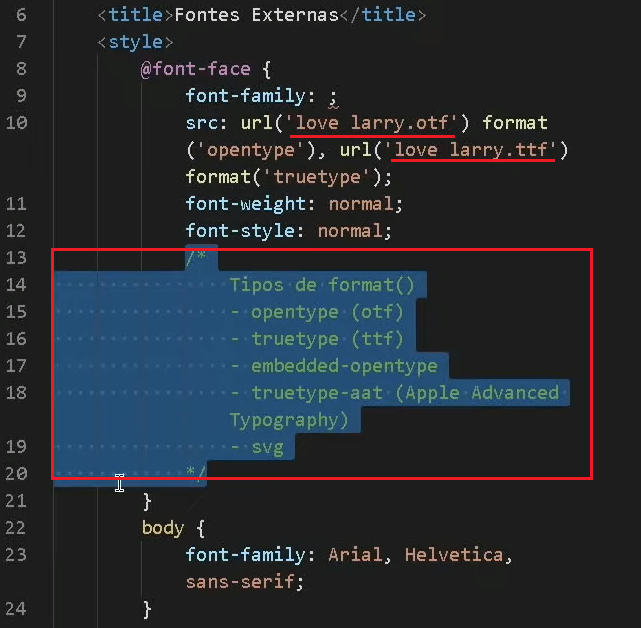 6 <title>Fontes Externas</title>
7 <style>
8 @font-face {
9 font-family: ;
10 src: url('love larry.otf') format
('opentype'), url('love larry.ttf')
format('truetype');
11 font-weight: normal;
12 font-style: normal;
13 /*
14 Tipos de format()
15 - opentype (otf)
16 - truetype (ttf)
17 - embedded-opentype
18 - truetype-aat (Apple Advanced
Typography)
19 - svg
20 */
21 }
22 body {
23 font-family: Arial, Helvetica,
sans-serif;
24 }